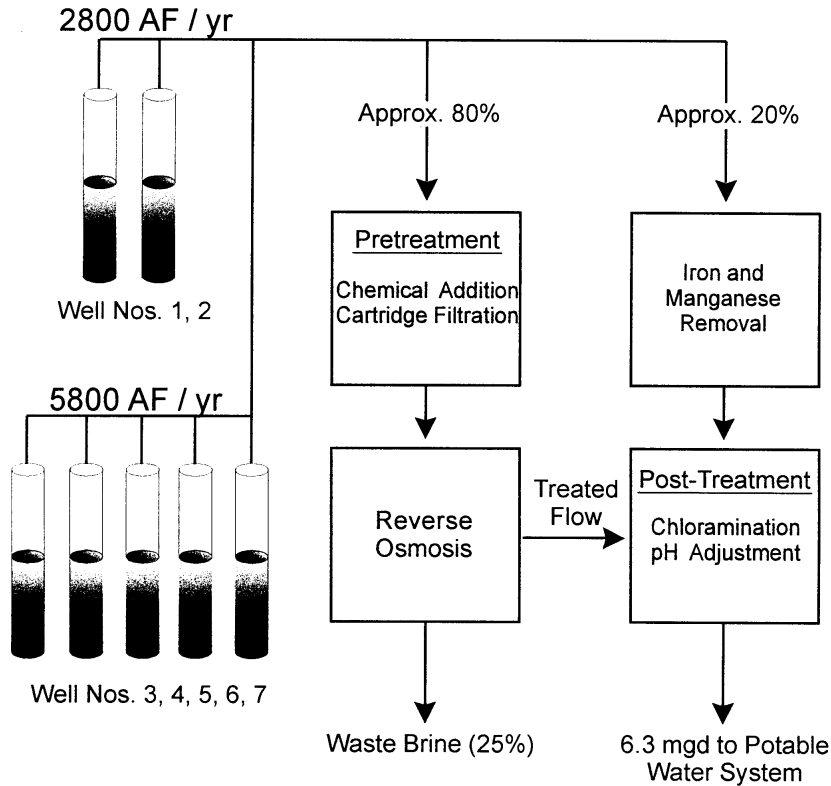 2800 AF / yr
Approx. 80%
Approx. 20%
Pretreatment
Chemical Addition
Cartridge Filtration
Iron and
Manganese
Removal
Well Nos. 1, 2
5800 AF / yr
Reverse
Osmosis
Treated
Flow
Post-Treatment
Chloramination
pH Adjustment
Well Nos. 3, 4, 5, 6, 7
Waste Brine (25%)
6.3 mgd to Potable
Water System